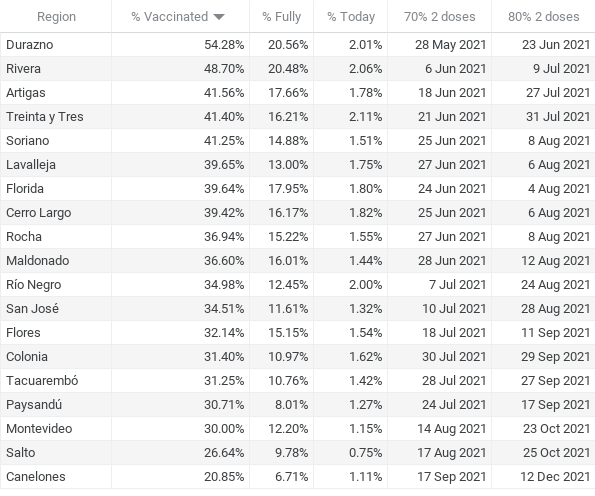 Region % Vaccinated % Fully % Today 70% 2 doses 80% 2 doses
Durazno 54.28% 20.56% 2.01% 28 May 2021 23 Jun 2021
Rivera 48.70% 20.48% 2.06% 6 Jun 2021 9 Jul 2021
Artigas 41.56% 17.66% 1.78% 18 Jun 2021 27 Jul 2021
Treinta y Tres 41.40% 16.21% 2.11% 21 Jun 2021 31 Jul 2021
Soriano 41.25% 14.88% 1.51% 25 Jun 2021 8 Aug 2021
Lavalleja 39.65% 13.00% 1.75% 27 Jun 2021 6 Aug 2021
Florida 39.64% 17.95% 1.80% 24 Jun 2021 4 Aug 2021
Cerro Largo 39.42% 16.17% 1.82% 25 Jun 2021 6 Aug 2021
Rocha 36.94% 15.22% 1.55% 27 Jun 2021 8 Aug 2021
Maldonado 36.60% 16.01% 1.44% 28 Jun 2021 12 Aug 2021
Río Negro 34.98% 12.45% 2.00% 7 Jul 2021 24 Aug 2021
San José 34.51% 11.61% 1.32% 10 Jul 2021 28 Aug 2021
Flores 32.14% 15.15% 1.54% 18 Jul 2021 11 Sep 2021
Colonia 31.40% 10.97% 1.62% 30 Jul 2021 29 Sep 2021
Tacuarembó 31.25% 10.76% 1.42% 28 Jul 2021 27 Sep 2021
Paysandú 30.71% 8.01% 1.27% 24 Jul 2021 17 Sep 2021
Montevideo 30.00% 12.20% 1.15% 14 Aug 2021 23 Oct 2021
Salto 26.64% 9.78% 0.75% 17 Aug 2021 25 Oct 2021
Canelones 20.85% 6.71% 1.11% 17 Sep 2021 12 Dec 2021